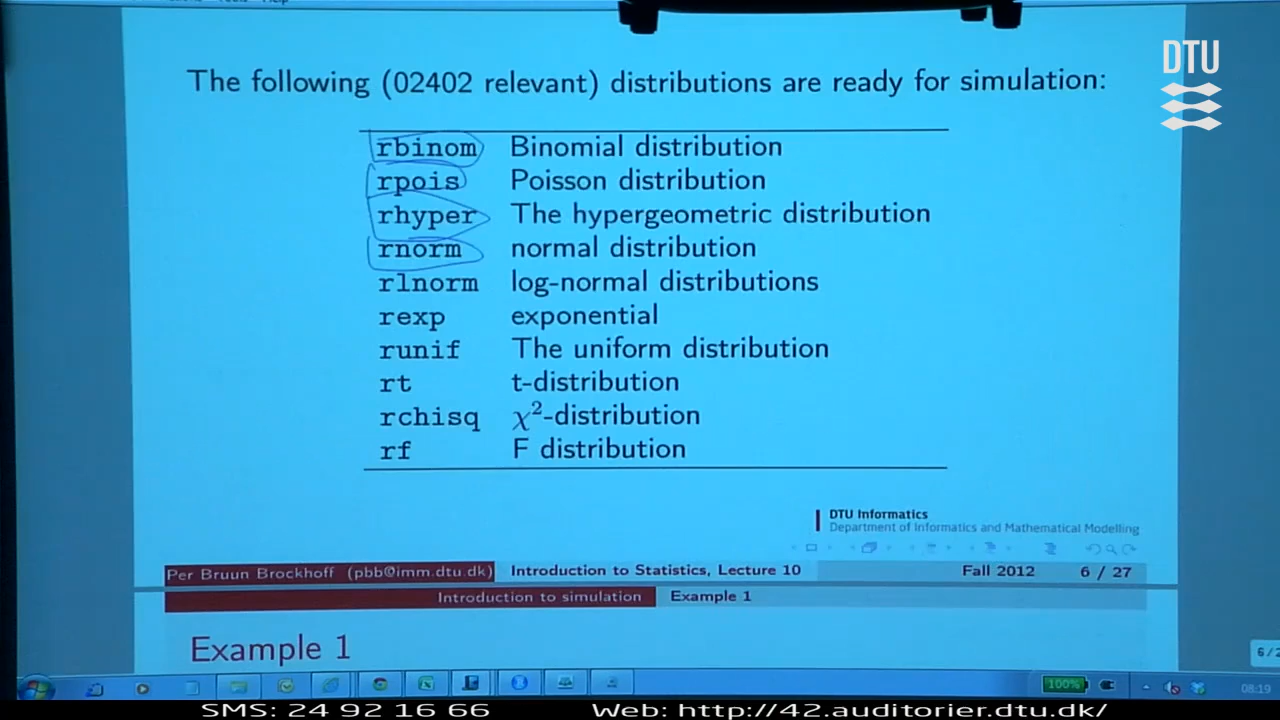 The following (02402 relevant) distributions are ready for simulation:
DTU
rbinom Binomial distribution
rpois Poisson distribution
rhyper The hypergeometric distribution
rnorm normal distribution
rlnorm log-normal distributions
rexp exponential
runif The uniform distribution
rt t-distribution
rchisq χ²-distribution
rf F distribution
DTU Informatics
Department of Informatics and Mathematical Modelling
Per Bruun Brockhoff (pbb@imm.dtu.dk) Introduction to Statistics, Lecture 10 Fall 2012 6 / 27
Introduction to simulation Example 1
Example 1
100% 08:19
SMS: 24 92 16 66 Web: http://42.auditorier.dtu.dk/